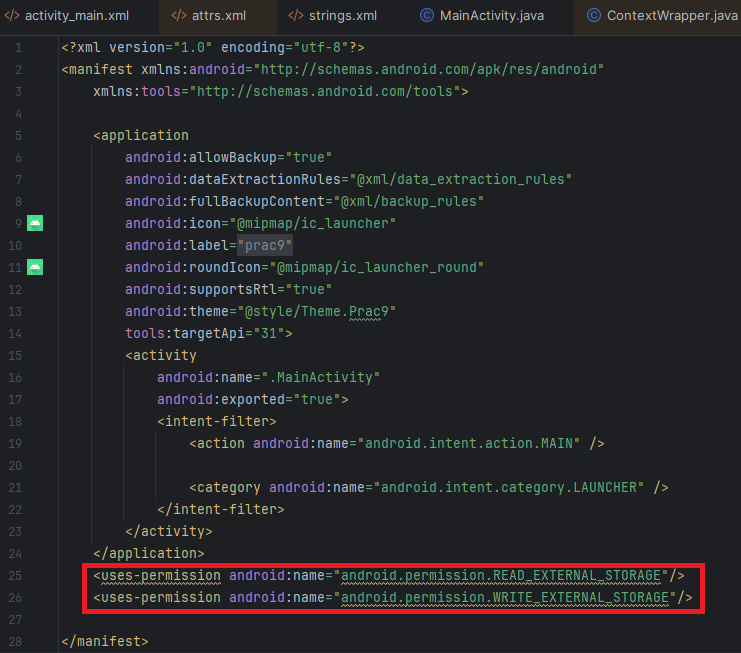 activity_main.xml attrs.xml strings.xml MainActivity.java ContextWrapper.java
1 <?xml version="1.0" encoding="utf-8"?>
2 <manifest xmlns:android="http://schemas.android.com/apk/res/android"
3 xmlns:tools="http://schemas.android.com/tools">
4
5 <application
6 android:allowBackup="true"
7 android:dataExtractionRules="@xml/data_extraction_rules"
8 android:fullBackupContent="@xml/backup_rules"
9 android:icon="@mipmap/ic_launcher"
10 android:label="prac9"
11 android:roundIcon="@mipmap/ic_launcher_round"
12 android:supportsRtl="true"
13 android:theme="@style/Theme.Prac9"
14 tools:targetApi="31">
15 <activity
16 android:name=".MainActivity"
17 android:exported="true">
18 <intent-filter>
19 <action android:name="android.intent.action.MAIN" />
20
21 <category android:name="android.intent.category.LAUNCHER" />
22 </intent-filter>
23 </activity>
24 </application>
25 <uses-permission android:name="android.permission.READ_EXTERNAL_STORAGE"/>
26 <uses-permission android:name="android.permission.WRITE_EXTERNAL_STORAGE"/>
27
28 </manifest>